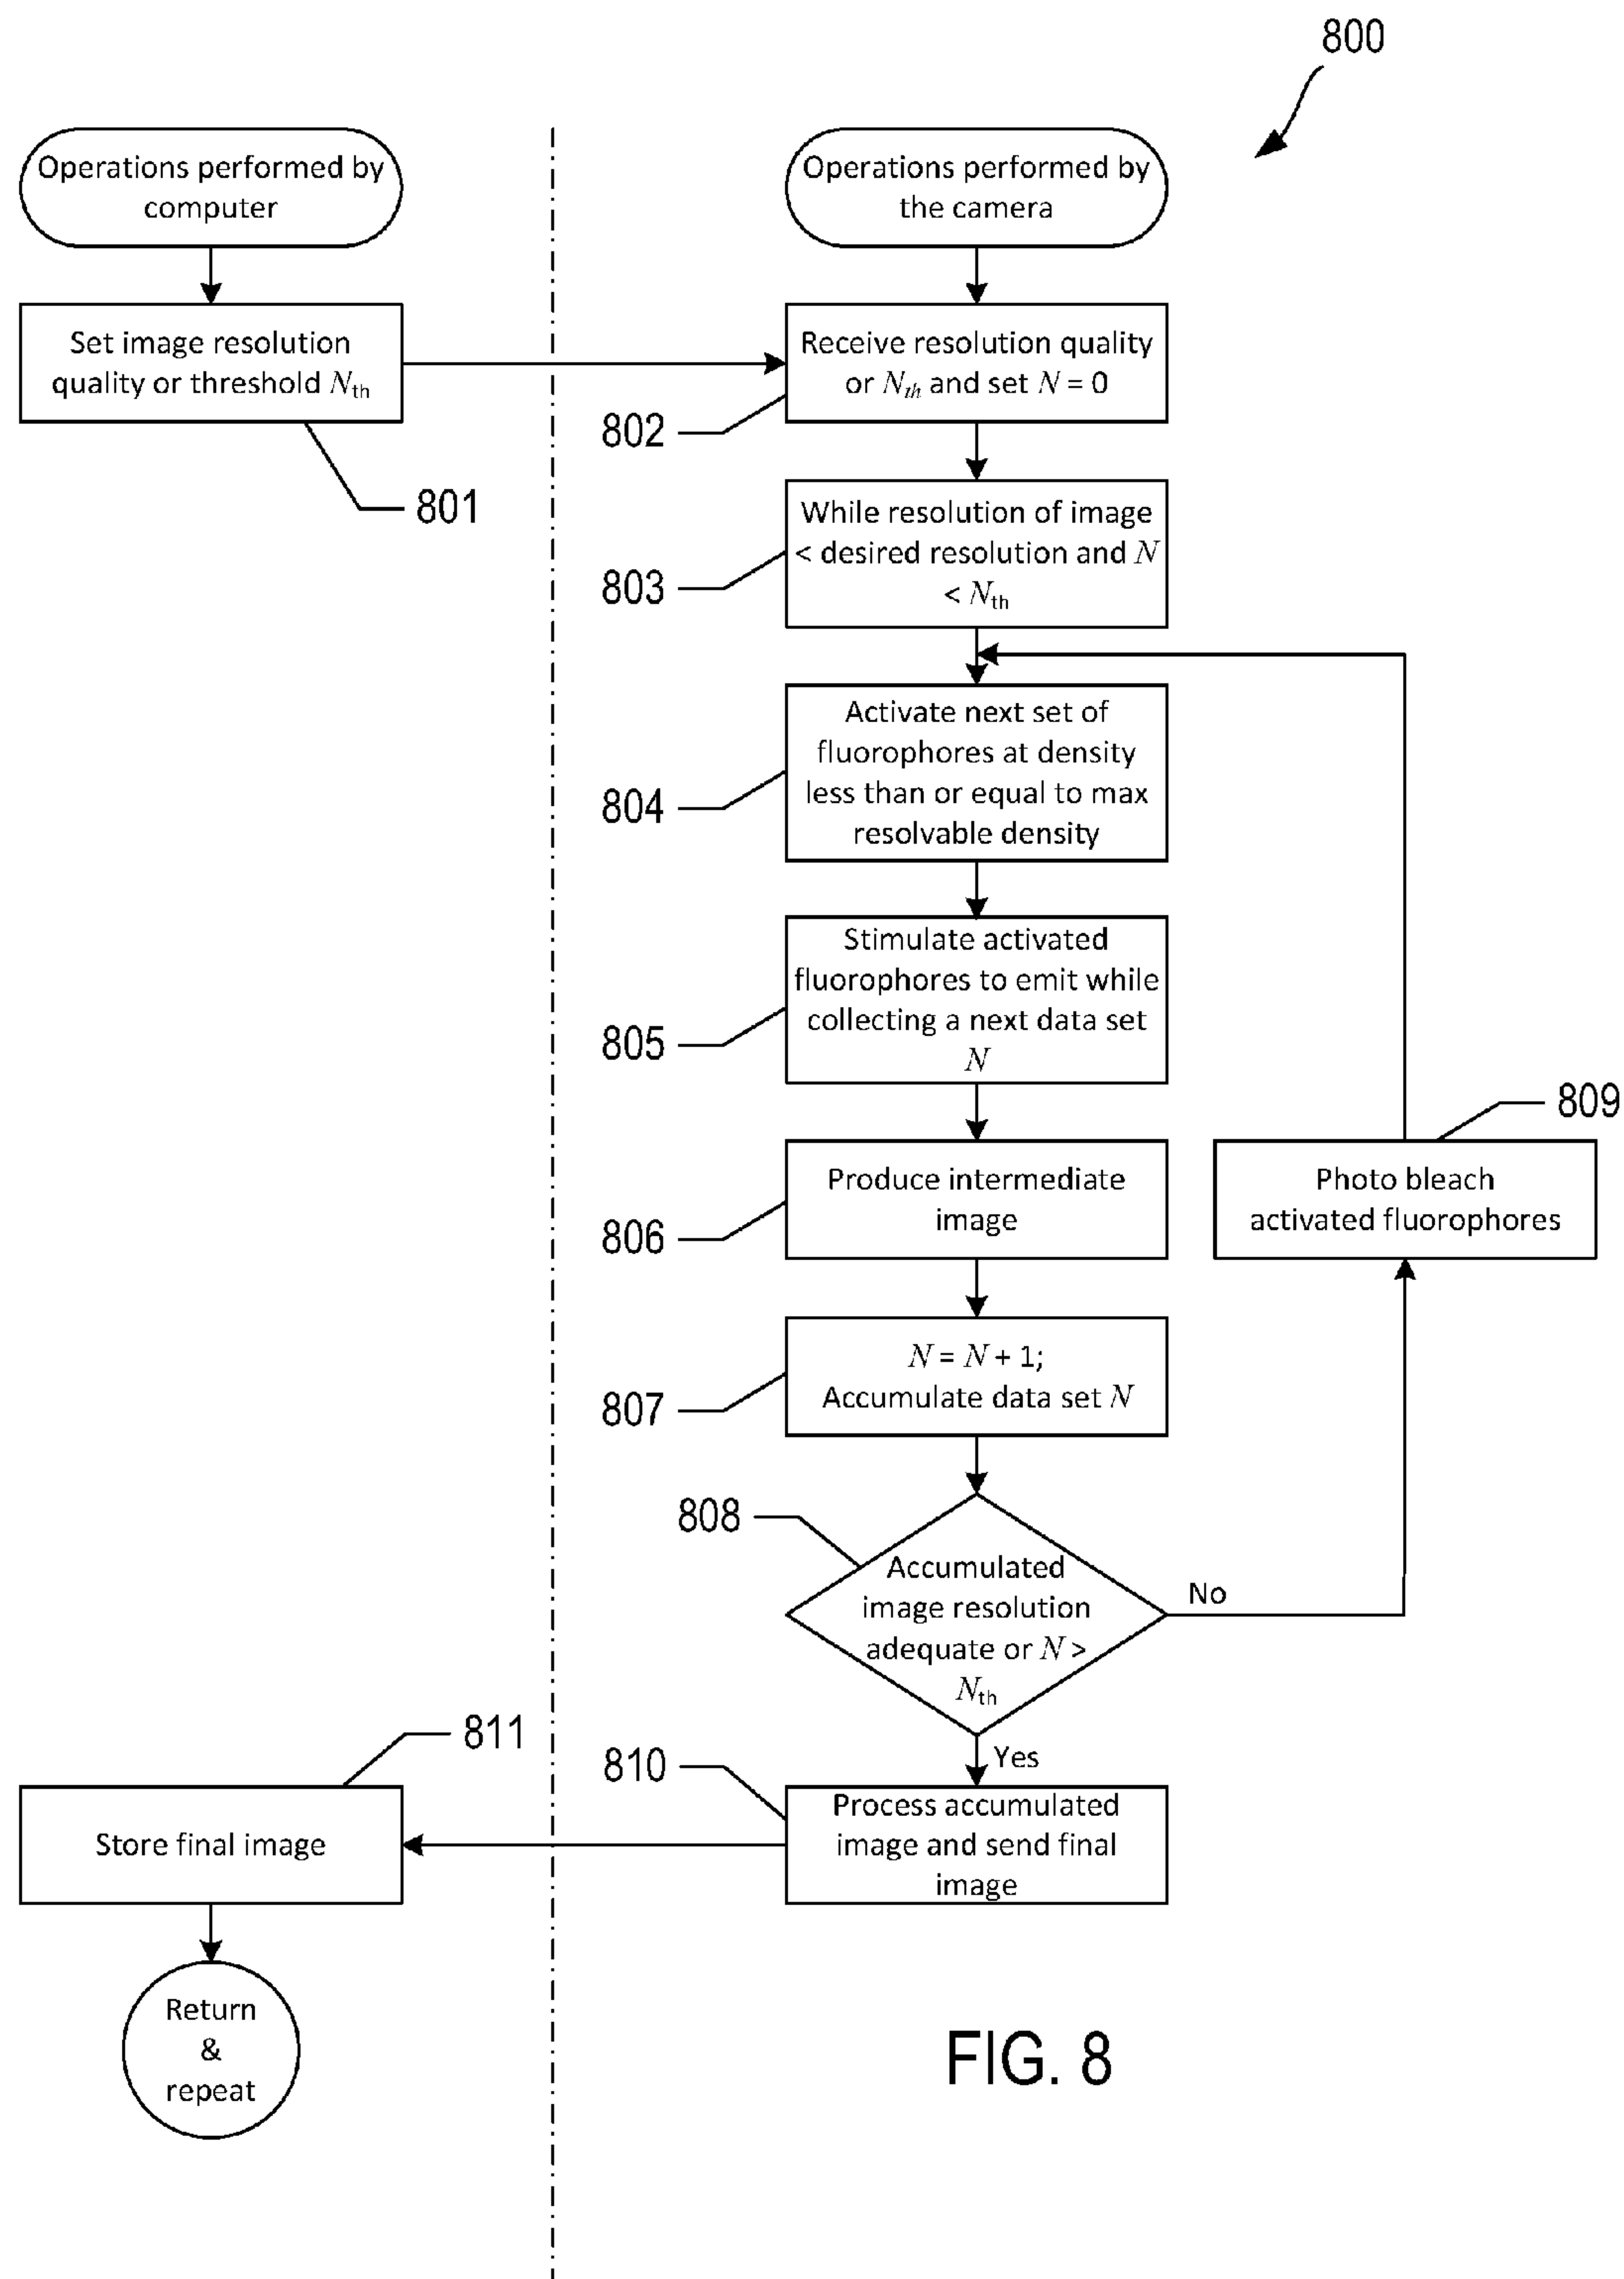 800
Operations performed by
computer
Operations performed by
the camera
Set image resolution
quality or threshold Nth
801
Receive resolution quality
or Nth and set N = 0
802
While resolution of image
< desired resolution and N
< Nth
803
Activate next set of
fluorophores at density
less than or equal to max
resolvable density
804
Stimulate activated
fluorophores to emit while
collecting a next data set
N
805
Produce intermediate
image
806
809
Photo bleach
activated fluorophores
N = N + 1;
Accumulate data set N
807
808
Accumulated
image resolution
adequate or N >
Nth
No
Yes
810
Process accumulated
image and send final
image
811
Store final image
Return
&
repeat
FIG. 8